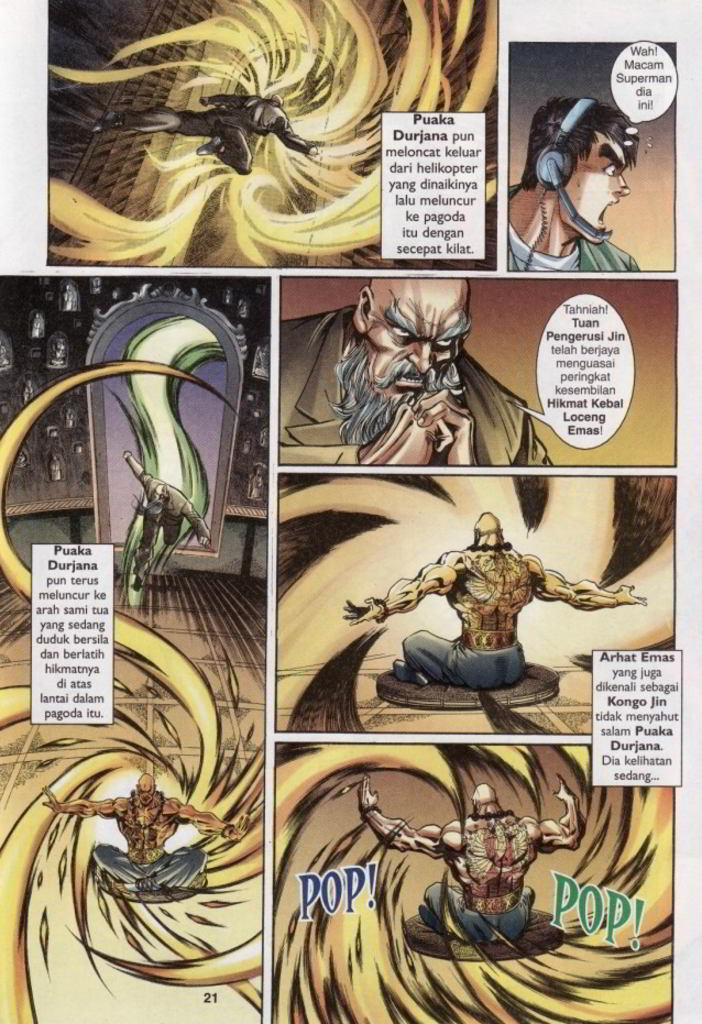 Puaka
Durjana pun
meloncat keluar
dari helikopter
yang dinaikinya
lalu meluncur
ke pagoda
itu dengan
secepat kilat.
Wah!
Macam
Superman
dia
ini!
Tahniah!
Tuan
Pengerusi Jin
telah berjaya
menguasai
peringkat
kesembilan
Hikmat Kebal
Loceng
Emas!
Puaka
Durjana
pun terus
meluncur ke
arah sami tua
yang sedang
duduk bersila
dan berlatih
hikmatnya
di atas
lantai dalam
pagoda itu.
Arhat Emas
yang juga
dikenali sebagai
Kongo Jin
tidak menyahut
salam Puaka
Durjana.
Dia kelihatan
sedang...
POP!
POP!
21